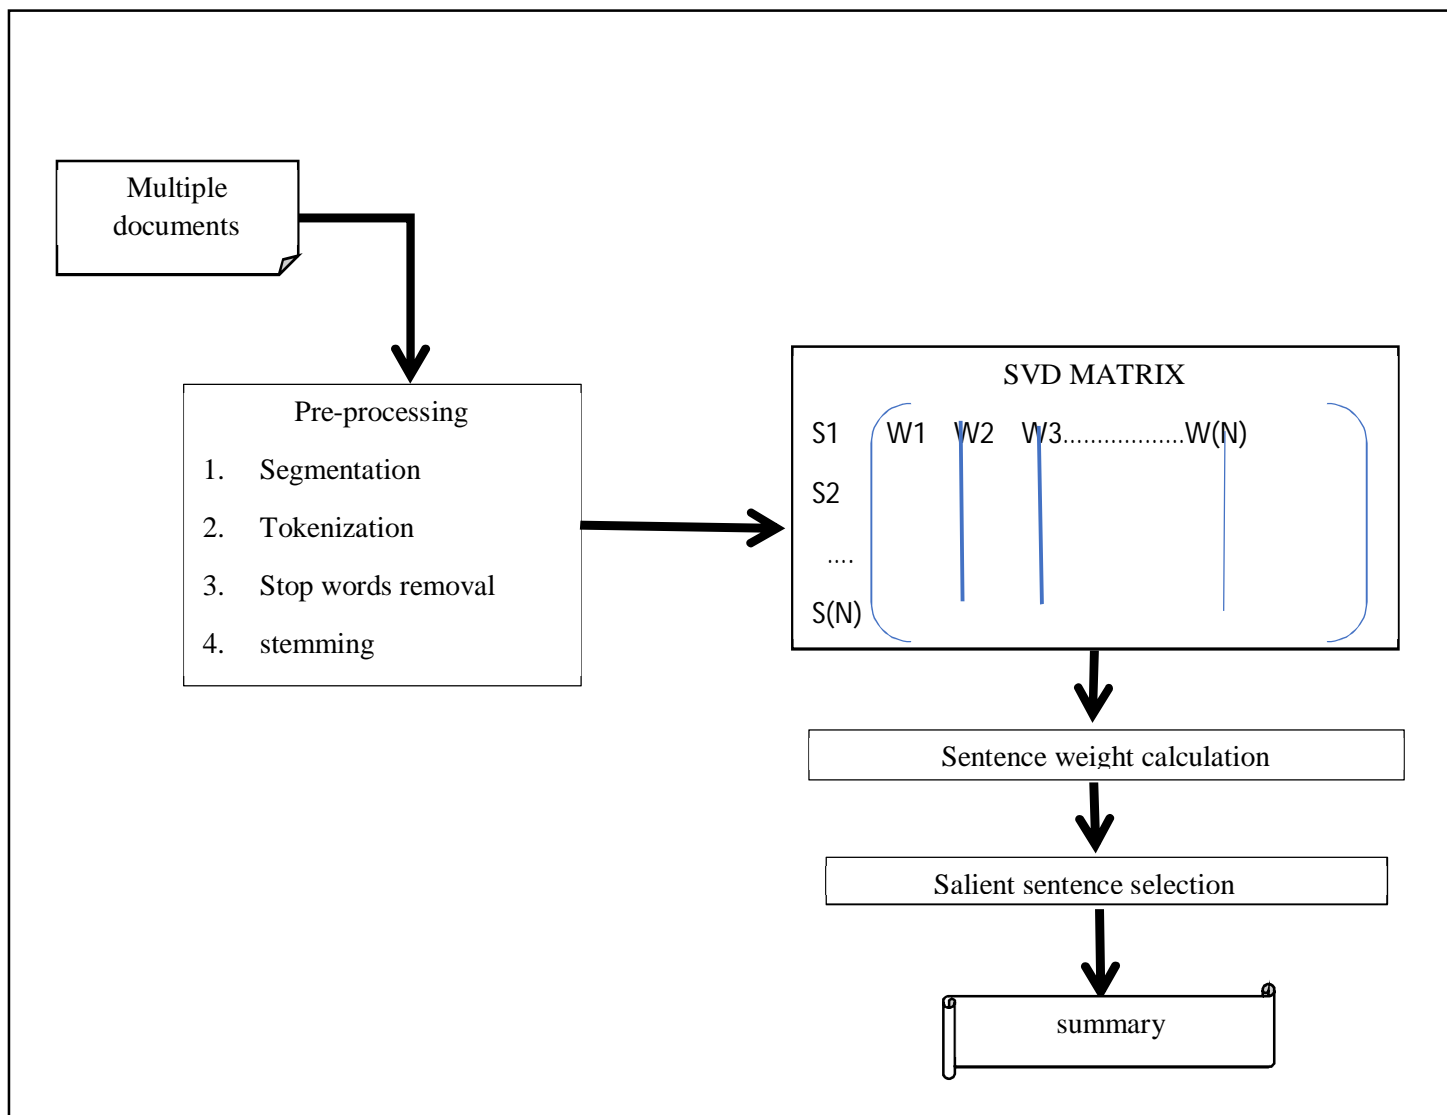 Multiple
documents
Pre-processing
1. Segmentation
2. Tokenization
3. Stop words removal
4. stemming
SVD MATRIX
S1 W1 W2 W3..................W(N)
S2
....
S(N)
Sentence weight calculation
Salient sentence selection
summary